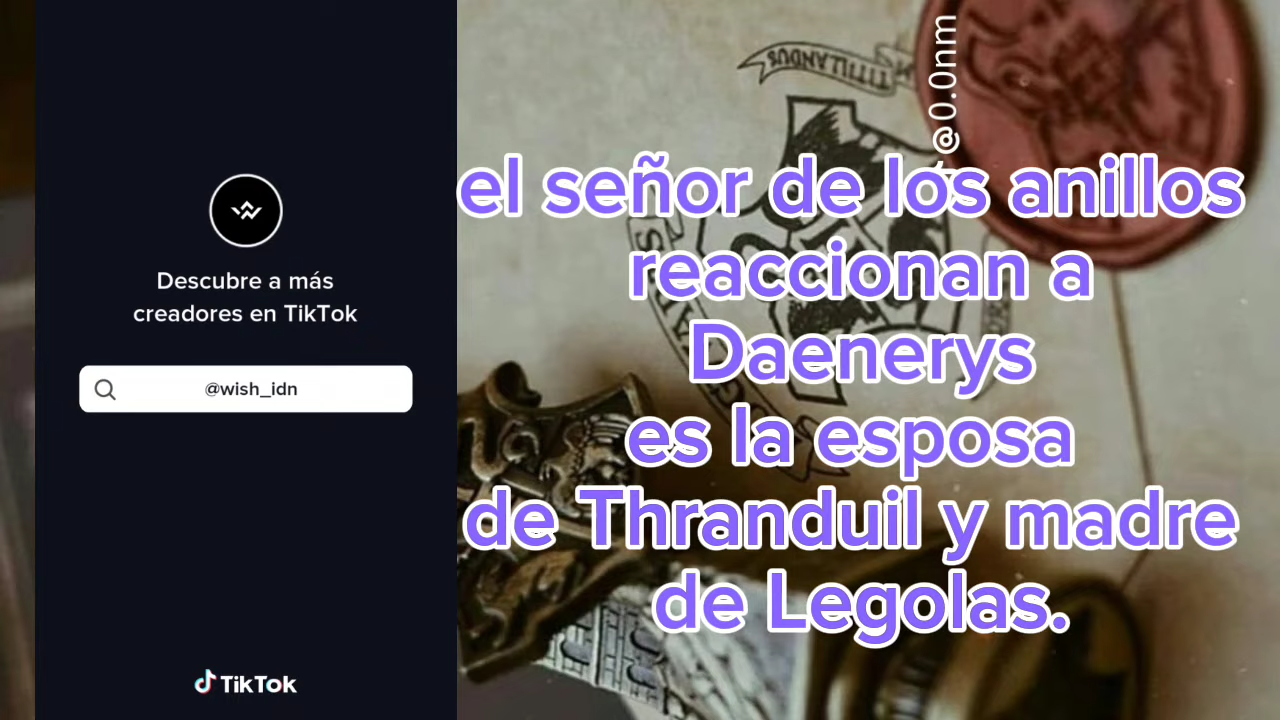 Descubre a más
creadores en TikTok
@wish_idn
TikTok
@0.0nm
TITILLANDUS
el señor de los anillos
reaccionan a
Daenerys
es la esposa
de Thranduil y madre
de Legolas.